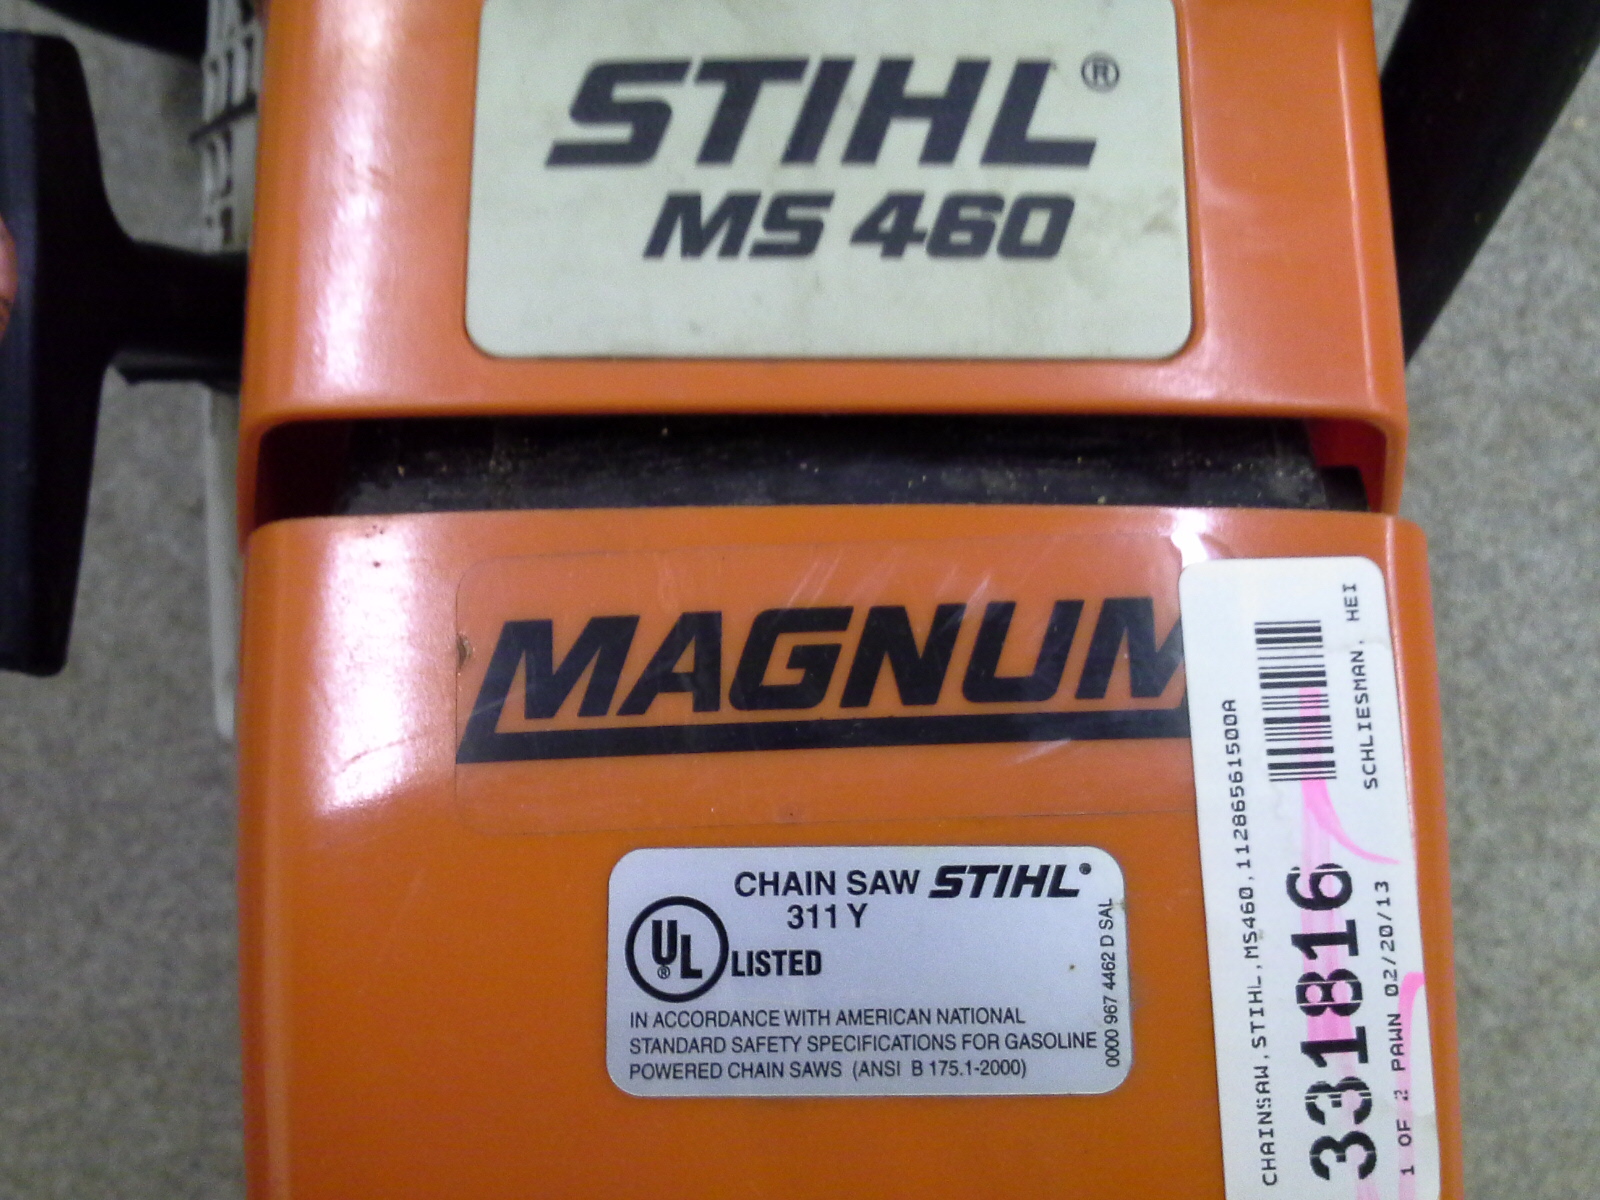 STIHL®
MS 460
MAGNUM
CHAIN SAW STIHL®
311 Y
UL® LISTED
IN ACCORDANCE WITH AMERICAN NATIONAL
STANDARD SAFETY SPECIFICATIONS FOR GASOLINE
POWERED CHAIN SAWS (ANSI B 175.1-2000)
0000 967 4462 D SAL
CHAINSAW,STIHL,MS460,11286561500A
331816
SCHLIESMAN, HEI
1 OF 2 PAWN 02/20/13